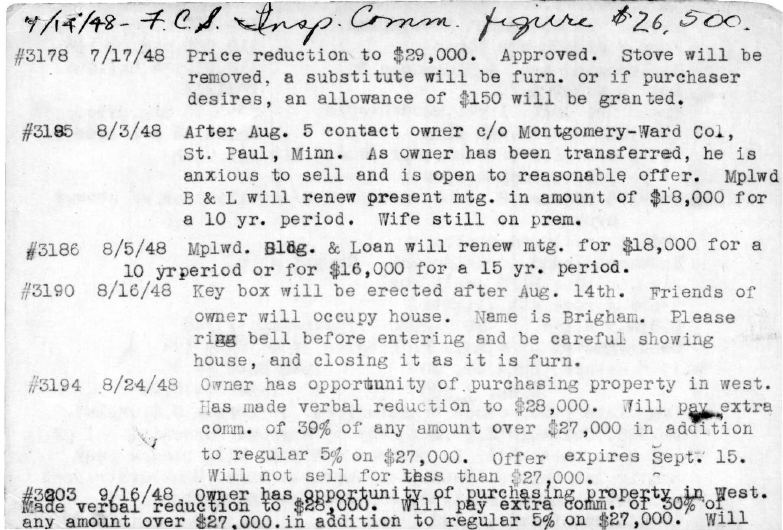 7/14/48 - F.C.S. Insp. Comm. figure $26,500.
#3178 7/17/48 Price reduction to $29,000. Approved. Stove will be
removed, a substitute will be furn. or if purchaser
desires, an allowance of $150 will be granted.
#3185 8/3/48 After Aug. 5 contact owner c/o Montgomery-Ward Col,
St. Paul, Minn. As owner has been transferred, he is
anxious to sell and is open to reasonable offer. Mplwd
B & L will renew present mtg. in amount of $18,000 for
a 10 yr. period. Wife still on prem.
#3186 8/5/48 Mplwd. Bldg. & Loan will renew mtg. for $18,000 for a
10 yrperiod or for $16,000 for a 15 yr. period.
#3190 8/16/48 Key box will be erected after Aug. 14th. Friends of
owner will occupy house. Name is Brigham. Please
ring bell before entering and be careful showing
house, and closing it as it is furn.
#3194 8/24/48 Owner has opportunity of purchasing property in west.
Has made verbal reduction to $28,000. Will pay extra
comm. of 30% of any amount over $27,000 in addition
to regular 5% on $27,000. Offer expires Sept. 15.
Will not sell for less than $27,000.
#3203 9/16/48 Owner has opportunity of purchasing property in West.
Made verbal reduction to $28,000. Will pay extra comm. of 30% of
any amount over $27,000.in addition to regular 5% on $27,000. Will